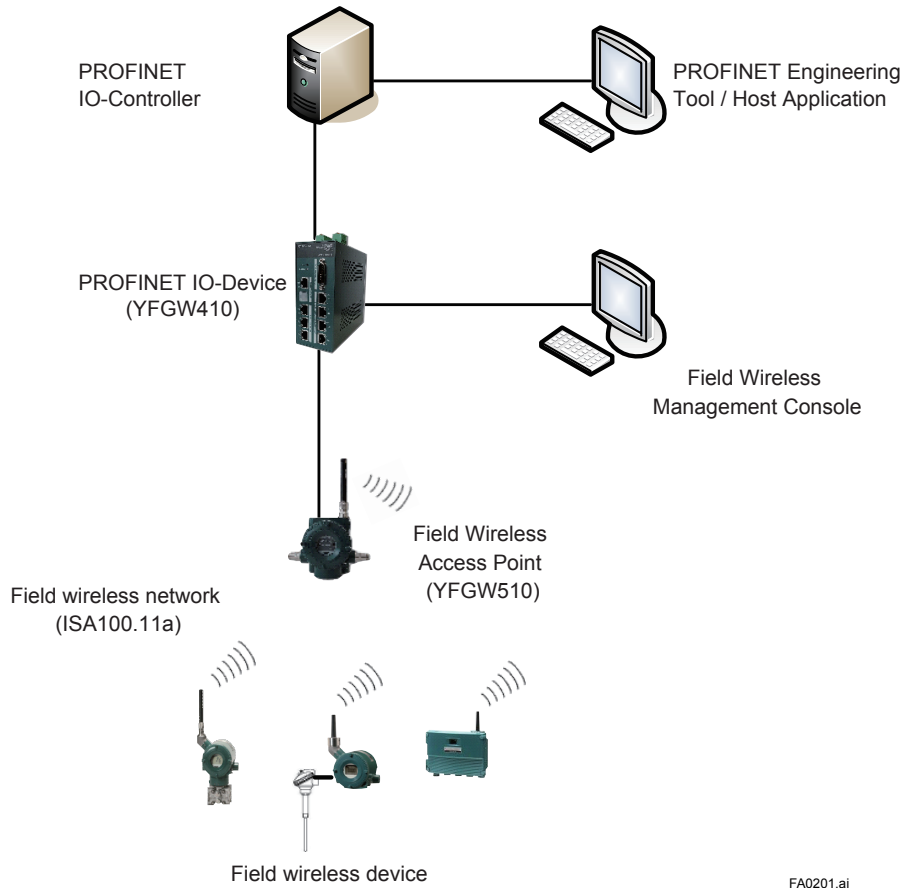 PROFINET
IO-Controller
PROFINET Engineering
Tool / Host Application
PROFINET IO-Device
(YFGW410)
Field Wireless
Management Console
Field Wireless
Access Point
(YFGW510)
Field wireless network
(ISA100.11a)
Field wireless device
FA0201.ai